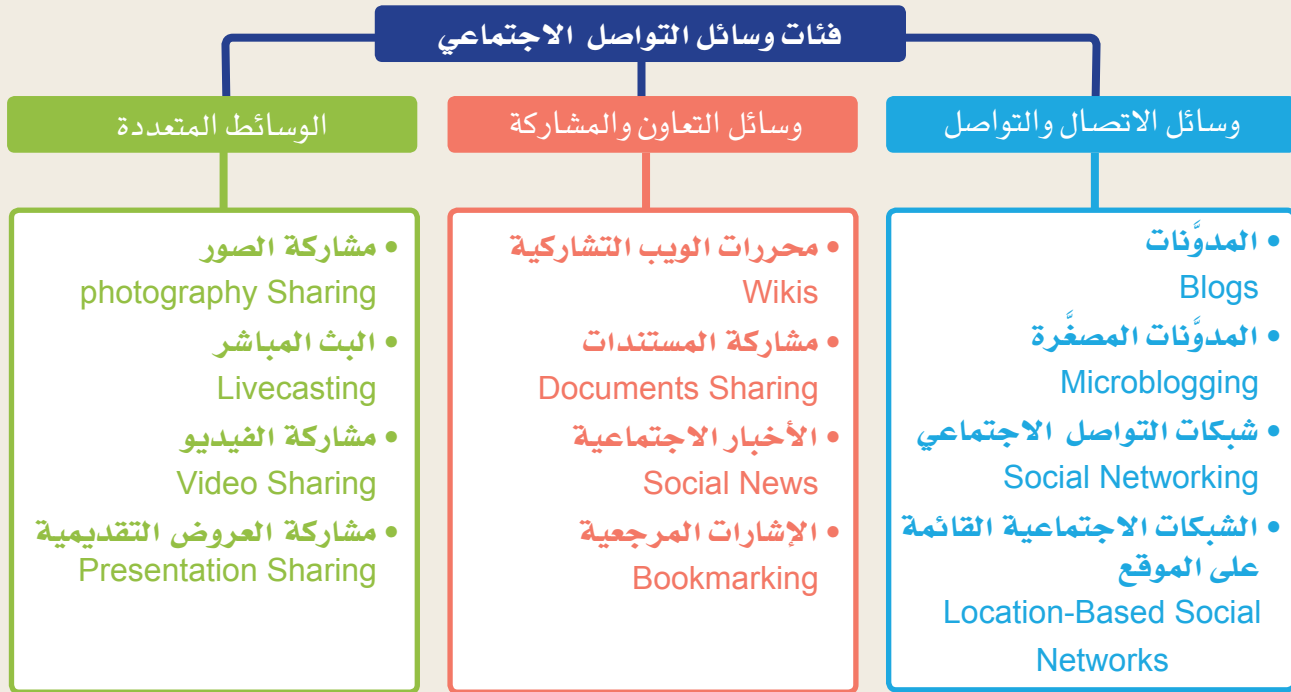 فئات وسائل التواصل الاجتماعي
وسائل الاتصال والتواصل
• المدوَّنات
Blogs
• المدوَّنات المصغَّرة
Microblogging
• شبكات التواصل الاجتماعي
Social Networking
• الشبكات الاجتماعية القائمة
على الموقع
Location-Based Social
Networks
وسائل التعاون والمشاركة
• محررات الويب التشاركية
Wikis
• مشاركة المستندات
Documents Sharing
• الأخبار الاجتماعية
Social News
• الإشارات المرجعية
Bookmarking
الوسائط المتعددة
• مشاركة الصور
photography Sharing
• البث المباشر
Livecasting
• مشاركة الفيديو
Video Sharing
• مشاركة العروض التقديمية
Presentation Sharing